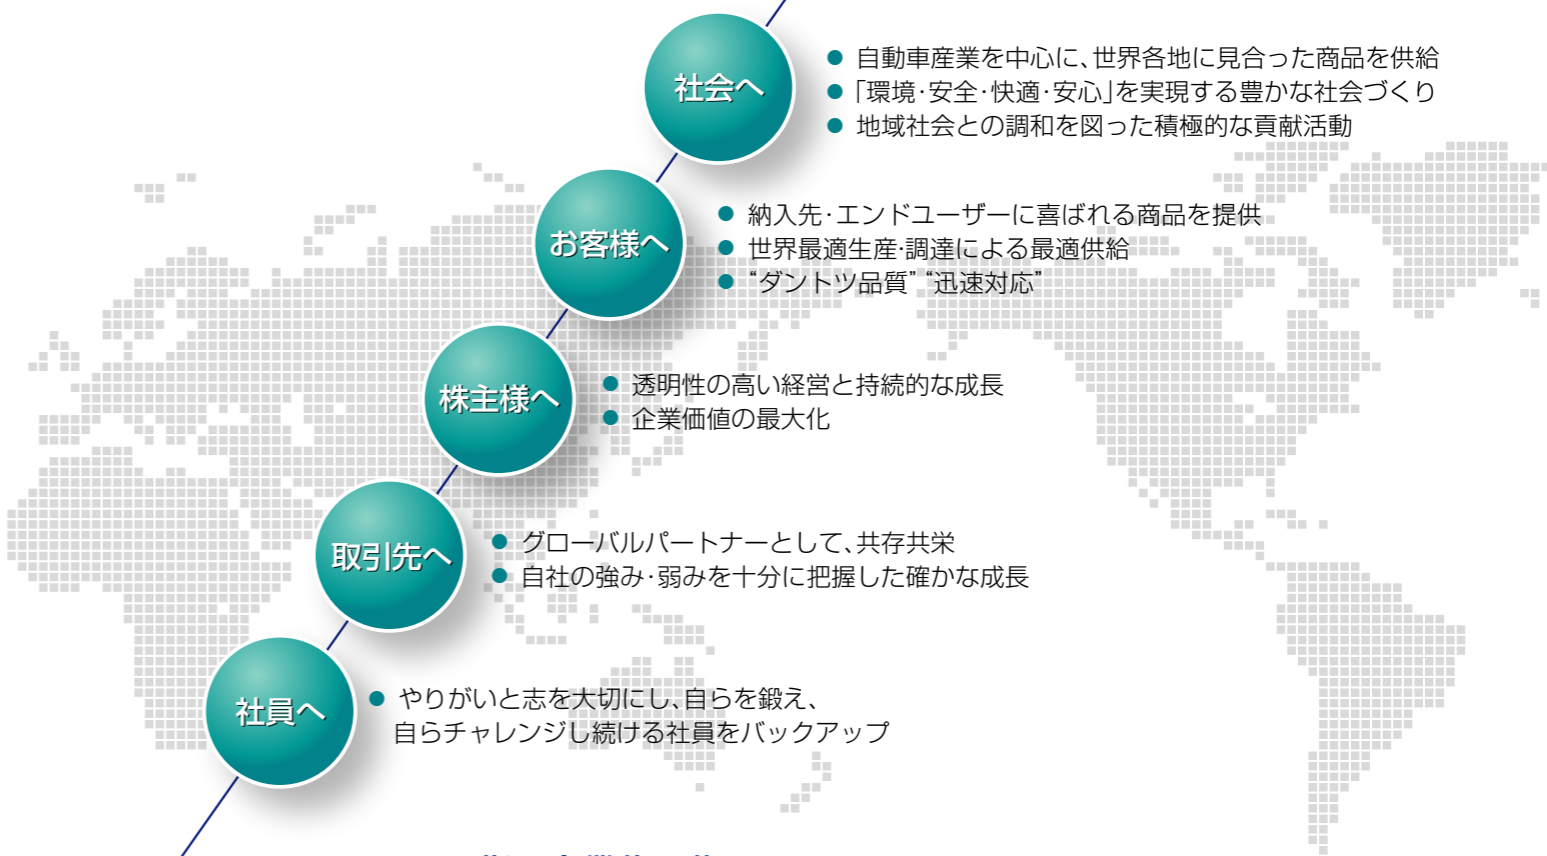 社会へ
● 自動車産業を中心に、世界各地に見合った商品を供給
● 「環境・安全・快適・安心」を実現する豊かな社会づくり
● 地域社会との調和を図った積極的な貢献活動
お客様へ
● 納入先・エンドユーザーに喜ばれる商品を提供
● 世界最適生産・調達による最適供給
● “ダントツ品質” “迅速対応”
株主様へ
● 透明性の高い経営と持続的な成長
● 企業価値の最大化
取引先へ
● グローバルパートナーとして、共存共栄
● 自社の強み・弱みを十分に把握した確かな成長
社員へ
● やりがいと志を大切にし、自らを鍛え、
自らチャレンジし続ける社員をバックアップ